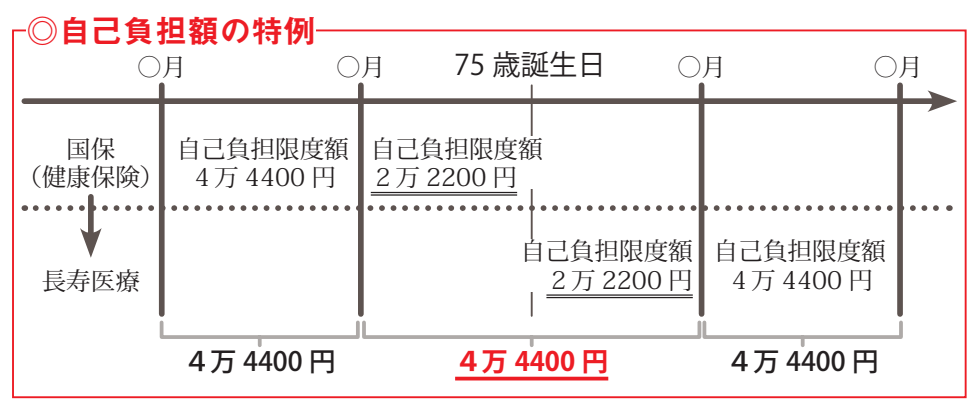 ◎自己負担額の特例
○月
○月
75歳誕生日
○月
○月
国保
(健康保険)
自己負担限度額
4万4400円
自己負担限度額
2万2200円
長寿医療
自己負担限度額
2万2200円
自己負担限度額
4万4400円
4万4400円
4万4400円
4万4400円